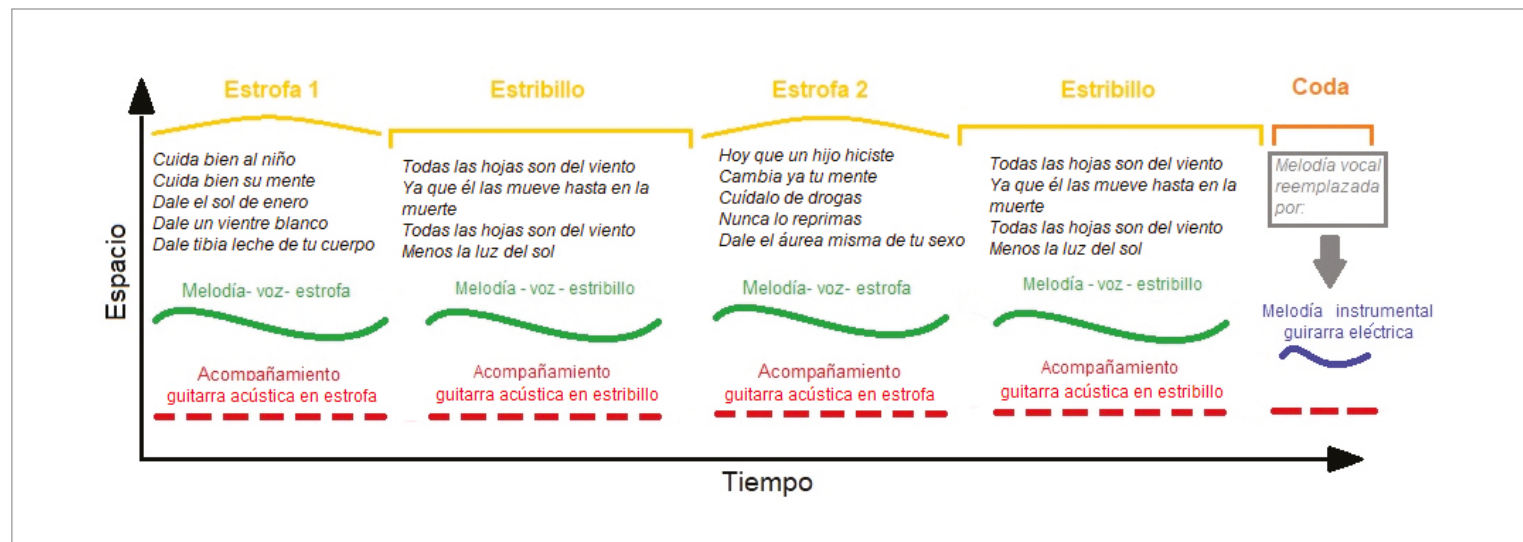 Estrofa 1
Estribillo
Estrofa 2
Estribillo
Coda
Cuida bien al niño
Cuida bien su mente
Dale el sol de enero
Dale un vientre blanco
Dale tibia leche de tu cuerpo
Todas las hojas son del viento
Ya que él las mueve hasta en la
muerte
Todas las hojas son del viento
Menos la luz del sol
Hoy que un hijo hiciste
Cambia ya tu mente
Cuídalo de drogas
Nunca lo reprimas
Dale el áurea misma de tu sexo
Todas las hojas son del viento
Ya que él las mueve hasta en la
muerte
Todas las hojas son del viento
Menos la luz del sol
Melodía vocal
reemplazada
por:
Espacio
Melodía- voz- estrofa
Melodía - voz - estribillo
Melodía- voz- estrofa
Melodía - voz - estribillo
Melodía instrumental
guirarra eléctrica
Acompañamiento
guitarra acústica en estrofa
Acompañamiento
guitarra acústica en estribillo
Acompañamiento
guitarra acústica en estrofa
Acompañamiento
guitarra acústica en estribillo
Tiempo